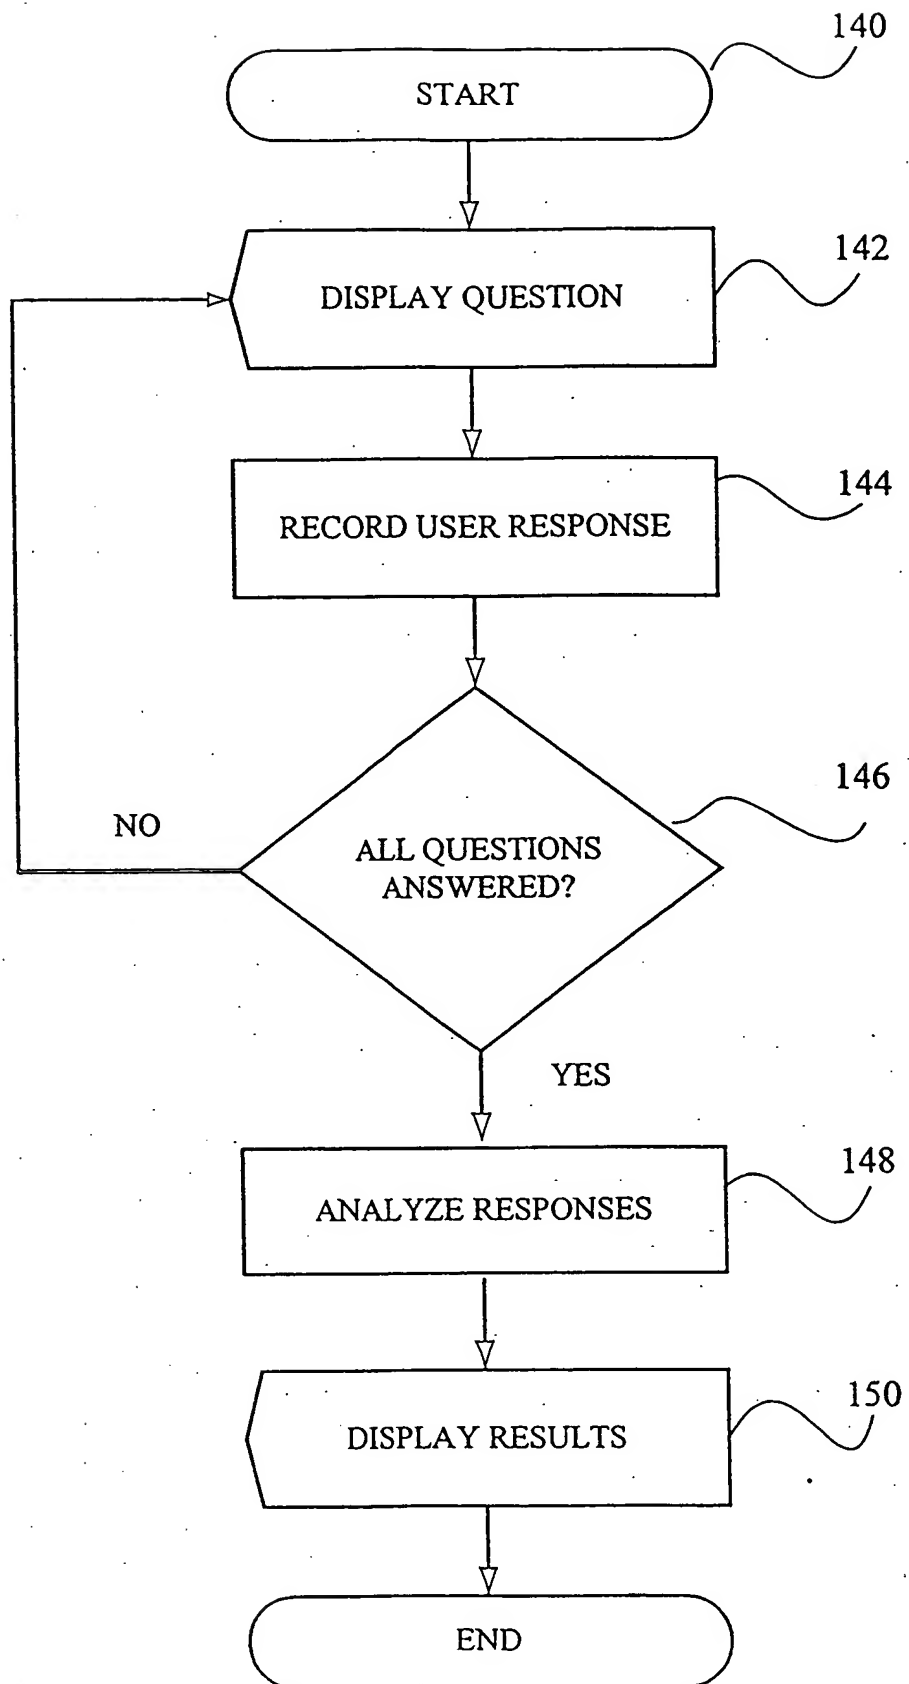 140
START
142
DISPLAY QUESTION
144
RECORD USER RESPONSE
146
NO
ALL QUESTIONS
ANSWERED?
YES
148
ANALYZE RESPONSES
150
DISPLAY RESULTS
END